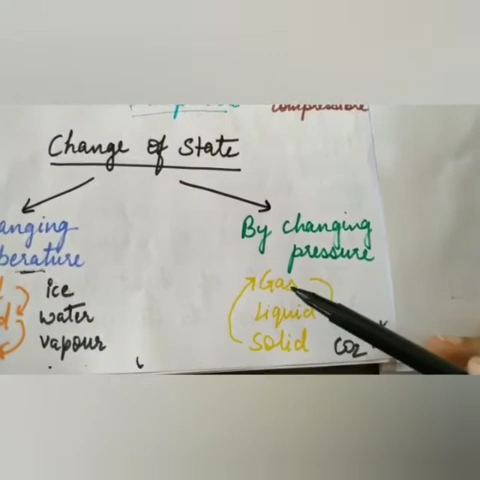 compressible
Change of State
anging
By changing
perature
pressure
ice
Gas
water
Liquid
vapour
Solid
CO2